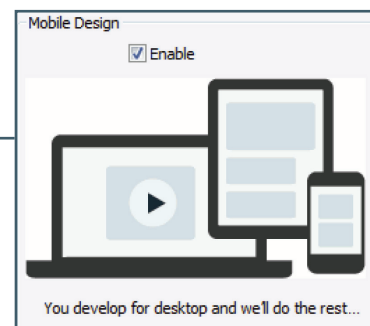 Mobile Design
Enable
You develop for desktop and we'll do the rest...